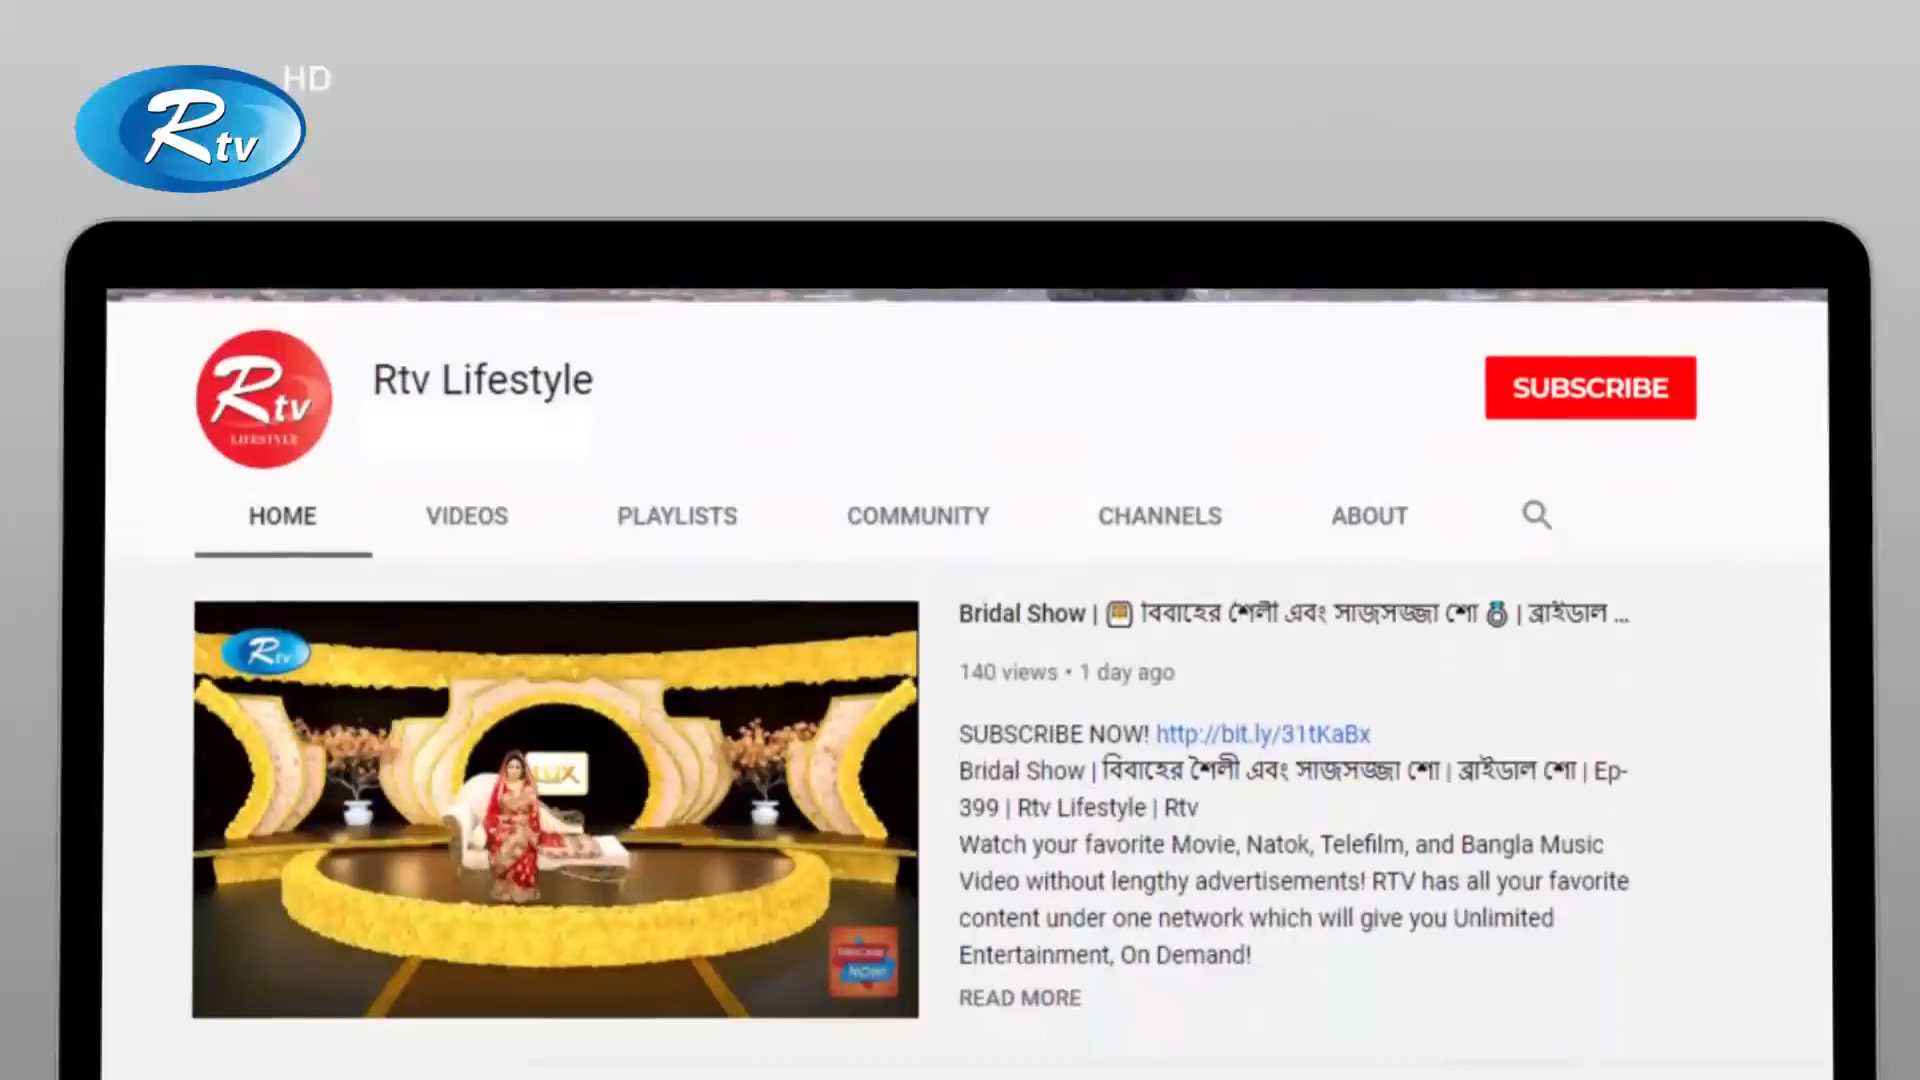 Rtv HD
Rtv Lifestyle
SUBSCRIBE
Rtv
LIFESTYLE
HOME VIDEOS PLAYLISTS COMMUNITY CHANNELS ABOUT
Bridal Show | বিবাহের শৈলী এবং সাজসজ্জা শো | ব্রাইডাল ...
140 views • 1 day ago
SUBSCRIBE NOW! http://bit.ly/31tKaBx
Bridal Show | বিবাহের শৈলী এবং সাজসজ্জা শো | ব্রাইডাল শো | Ep-
399 | Rtv Lifestyle | Rtv
Watch your favorite Movie, Natok, Telefilm, and Bangla Music
Video without lengthy advertisements! RTV has all your favorite
content under one network which will give you Unlimited
Entertainment, On Demand!
READ MORE
Rtv
LUX
SUBSCRIBE
NOW!